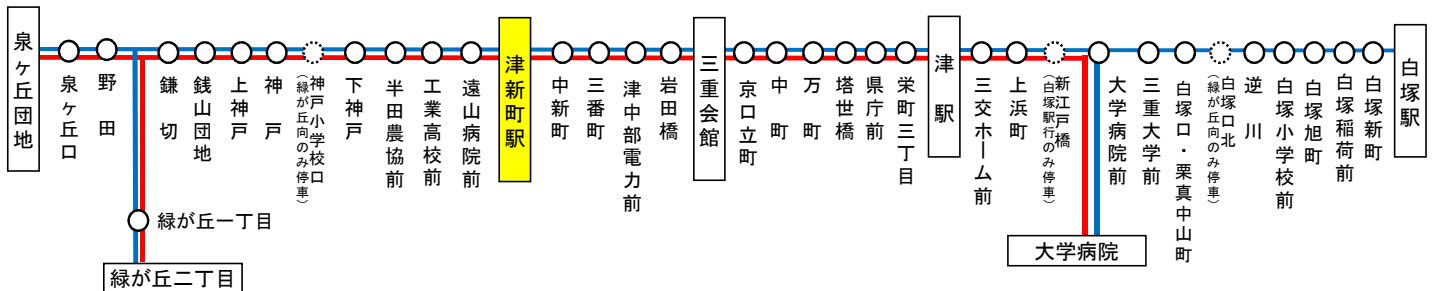 泉ヶ丘団地
泉ヶ丘口
野田
鎌切
銭山団地
上神戸
神戸
神戸小学校口
(緑が丘向のみ停車)
下神戸
半田農協前
工業高校前
遠山病院前
津新町駅
中新町
三番町
津中部電力前
岩田橋
三重会館
京口立町
中町
万町
塔世橋
県庁前
栄町三丁目
津駅
三交ホーム前
上浜町
新江戸橋
(白塚駅行のみ停車)
大学病院前
三重大学前
白塚口・栗真中山町
白塚口北
(緑が丘向のみ停車)
逆川
白塚小学校前
白塚旭町
白塚稲荷前
白塚新町
白塚駅
緑が丘一丁目
緑が丘二丁目
大学病院